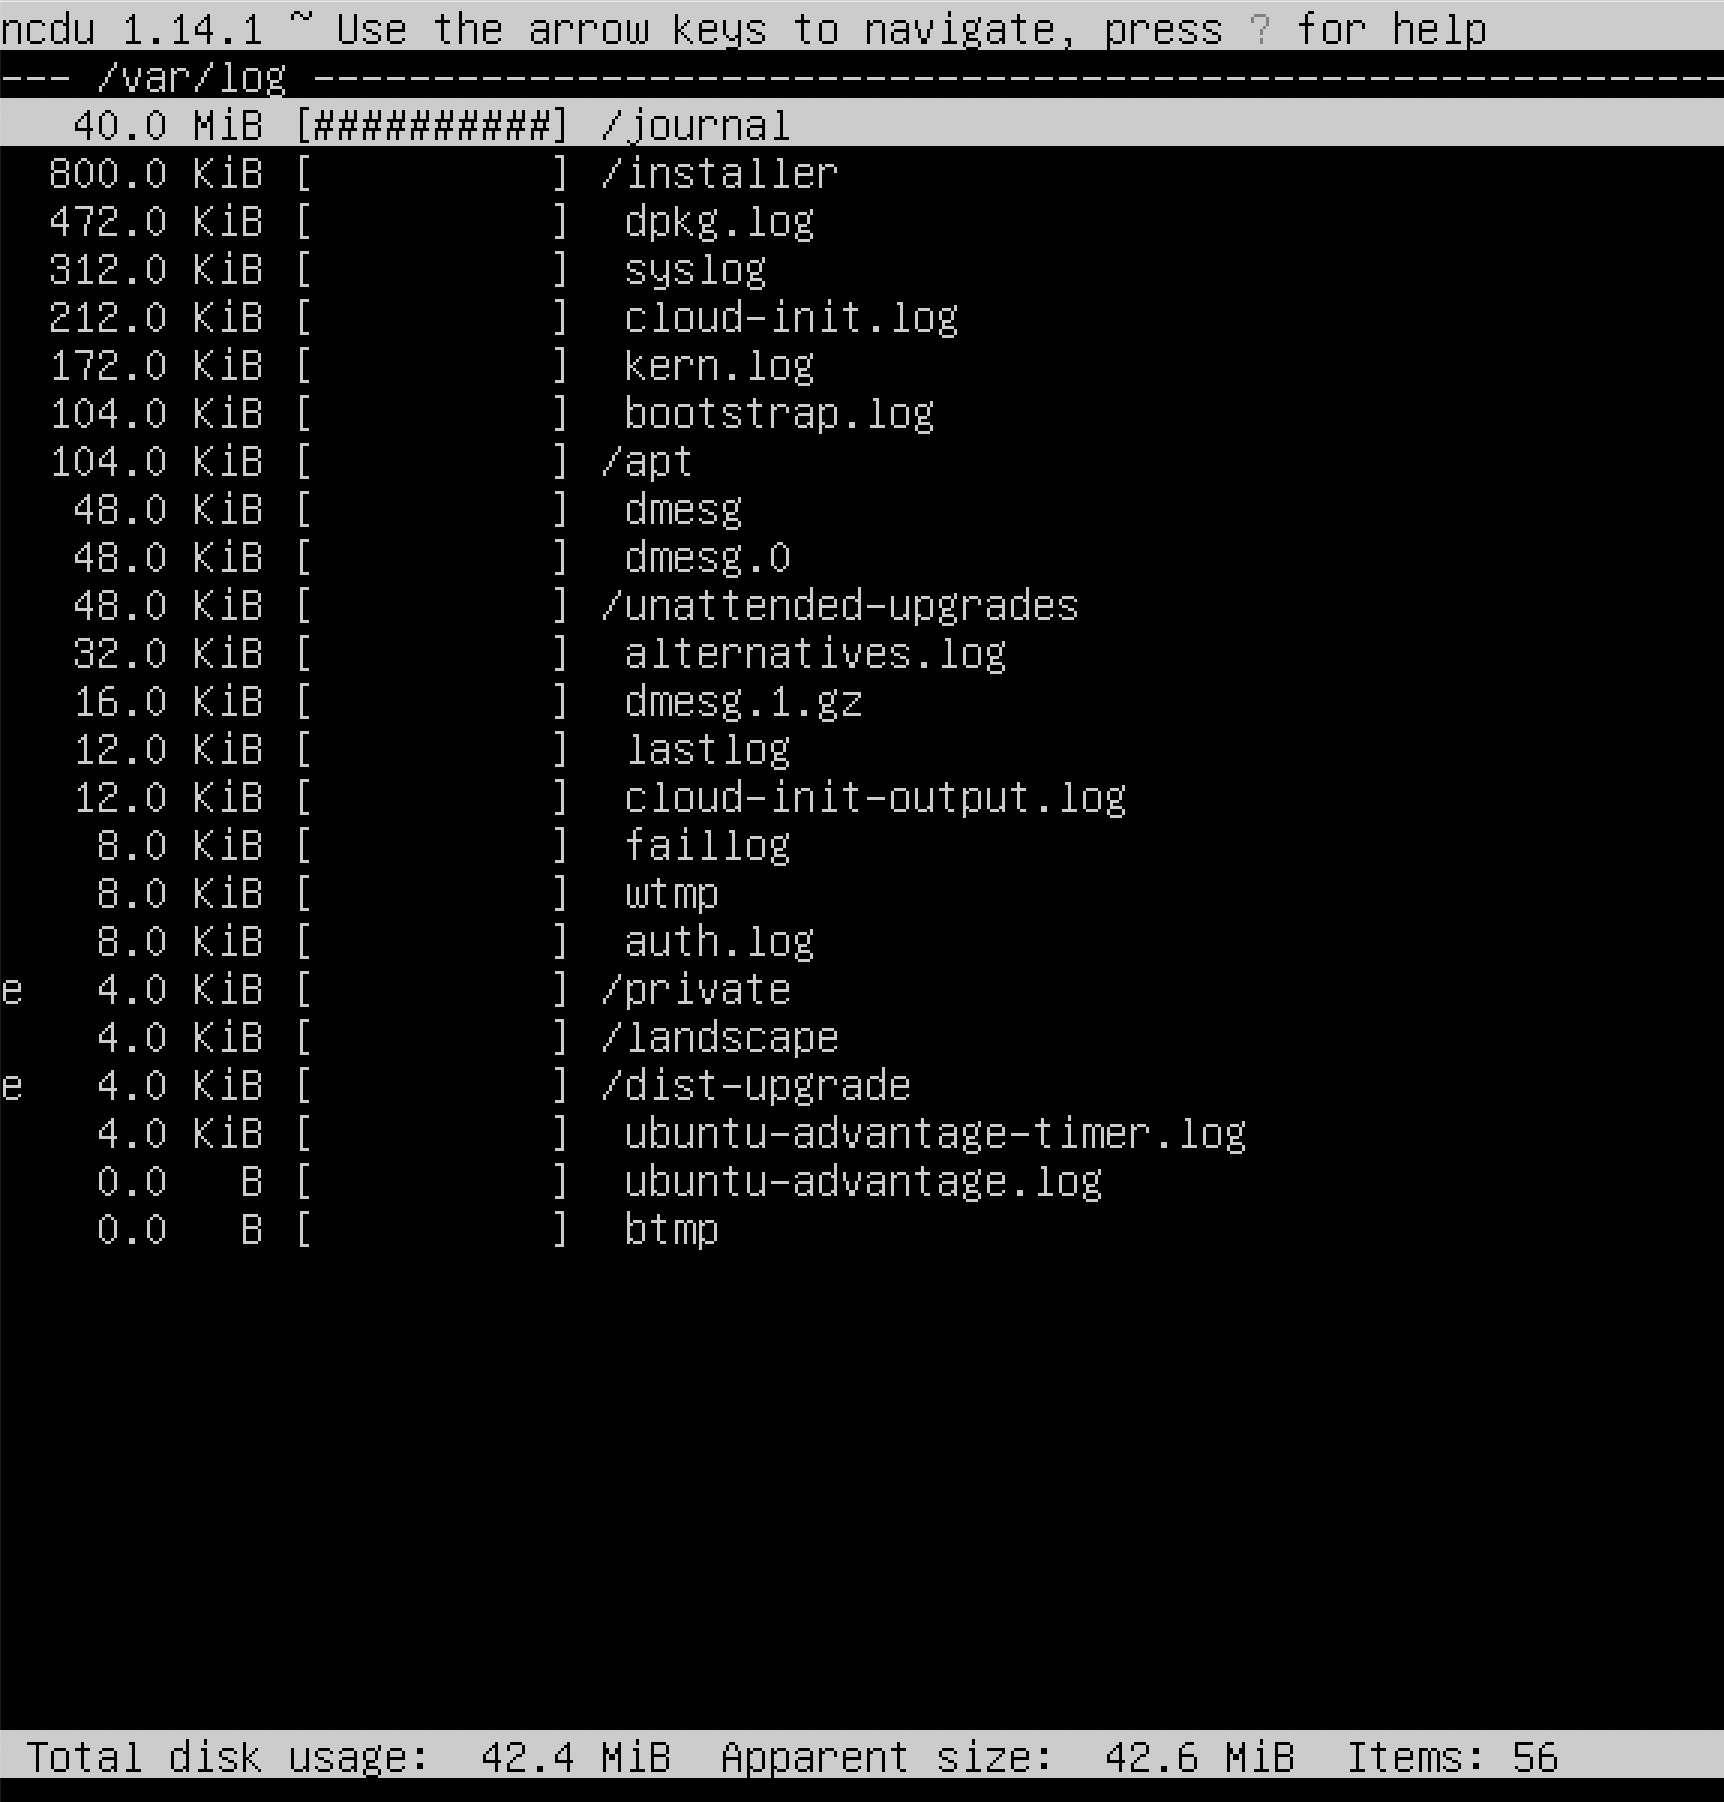 ncdu 1.14.1 ~ Use the arrow keys to navigate, press ? for help
--- /var/log -----------------------------------------------------------
   40.0 MiB [##########] /journal
  800.0 KiB [          ] /installer
  472.0 KiB [          ]  dpkg.log
  312.0 KiB [          ]  syslog
  212.0 KiB [          ]  cloud-init.log
  172.0 KiB [          ]  kern.log
  104.0 KiB [          ]  bootstrap.log
  104.0 KiB [          ] /apt
   48.0 KiB [          ]  dmesg
   48.0 KiB [          ]  dmesg.0
   48.0 KiB [          ] /unattended-upgrades
   32.0 KiB [          ]  alternatives.log
   16.0 KiB [          ]  dmesg.1.gz
   12.0 KiB [          ]  lastlog
   12.0 KiB [          ]  cloud-init-output.log
    8.0 KiB [          ]  faillog
    8.0 KiB [          ]  wtmp
    8.0 KiB [          ]  auth.log
e   4.0 KiB [          ] /private
    4.0 KiB [          ] /landscape
e   4.0 KiB [          ] /dist-upgrade
    4.0 KiB [          ]  ubuntu-advantage-timer.log
    0.0   B [          ]  ubuntu-advantage.log
    0.0   B [          ]  btmp
 Total disk usage:  42.4 MiB  Apparent size:  42.6 MiB  Items: 56